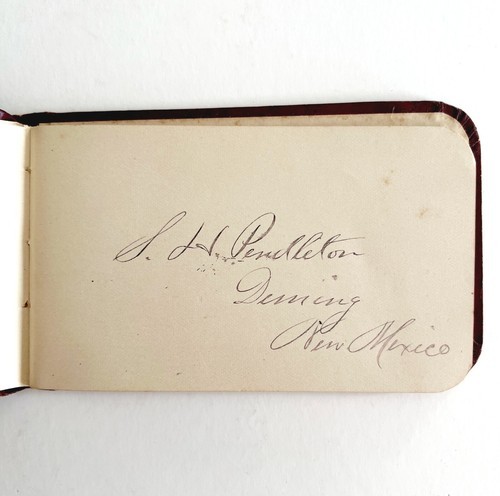 S. H. Pendleton
Deming
New Mexico